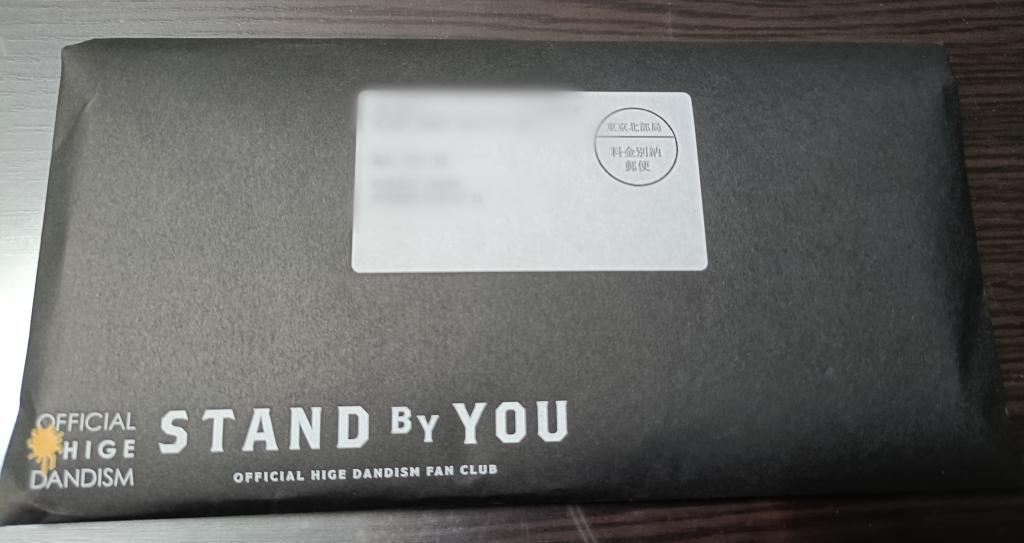 東京北部局
料金別納
郵便
OFFICIAL
HIGE
DANDISM
STAND BY YOU
OFFICIAL HIGE DANDISM FAN CLUB